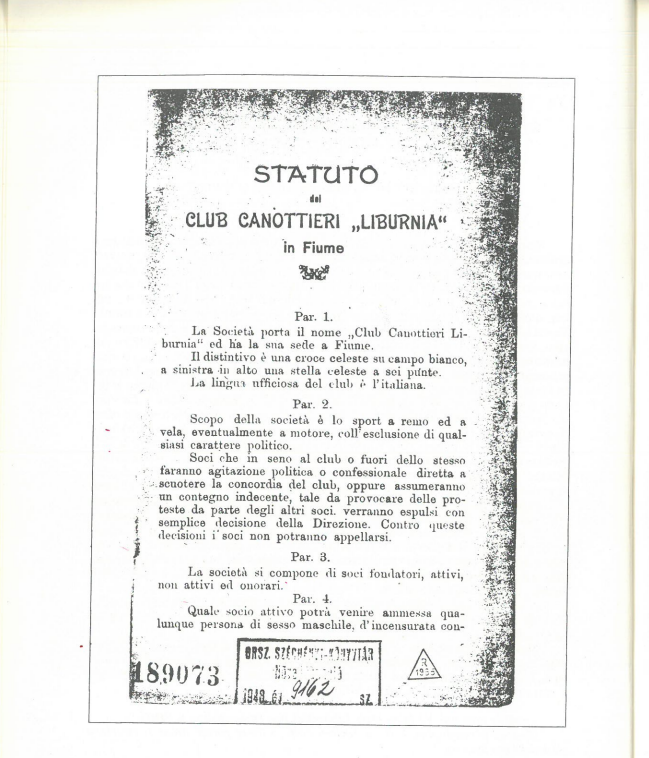 STATUTO
del
CLUB CANOTTIERI „LIBURNIA“
in Fiume
Par. 1.
La Società porta il nome „Club Canottieri Li-
burnia“ ed ha la sua sede a Fiume.
Il distintivo è una croce celeste su campo bianco,
a sinistra in alto una stella celeste a sei punte.
La lingua ufficiosa del club è l'italiana.
Par. 2.
Scopo della società è lo sport a remo ed a
vela, eventualmente a motore, coll'esclusione di qual-
siasi carattere politico.
Soci che in seno al club o fuori dello stesso
faranno agitazione politica o confessionale diretta a
scuotere la concordia del club, oppure assumeranno
un contegno indecente, tale da provocare delle pro-
teste da parte degli altri soci. verranno espulsi con
semplice decisione della Direzione. Contro queste
decisioni i soci non potranno appellarsi.
Par. 3.
La società si compone di soci fondatori, attivi,
non attivi ed onorari.
Par. 4.
Quale socio attivo potrà venire ammessa qua-
lunque persona di sesso maschile, d'incensurata con-
189073
ORSZ. SZÉCHÉNYI-KÖNYVTÁR
1948. év 9162 SZ.
R